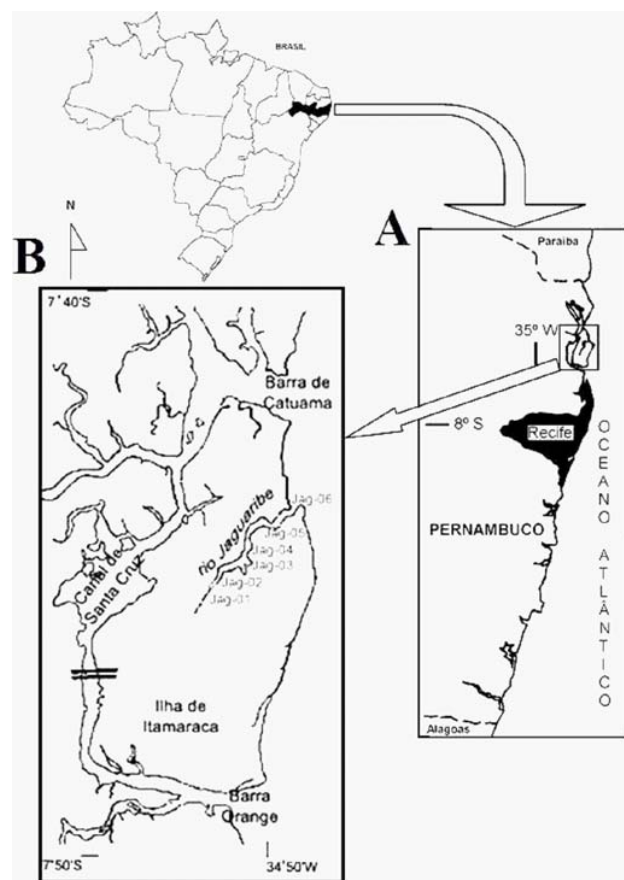 BRASIL
N
A
B
Paraiba
35° W
8° S
Recife
PERNAMBUCO
OCEANO ATLÂNTICO
Alagoas
7°40'S
Barra de
Catuama
Jag-06
rio Jaguaribe
Jag-05
Jag-04
Jag-03
Jag-02
Jag-01
Canal de
Santa Cruz
Ilha de
Itamaraca
Barra
Orange
7°50'S
34°50'W